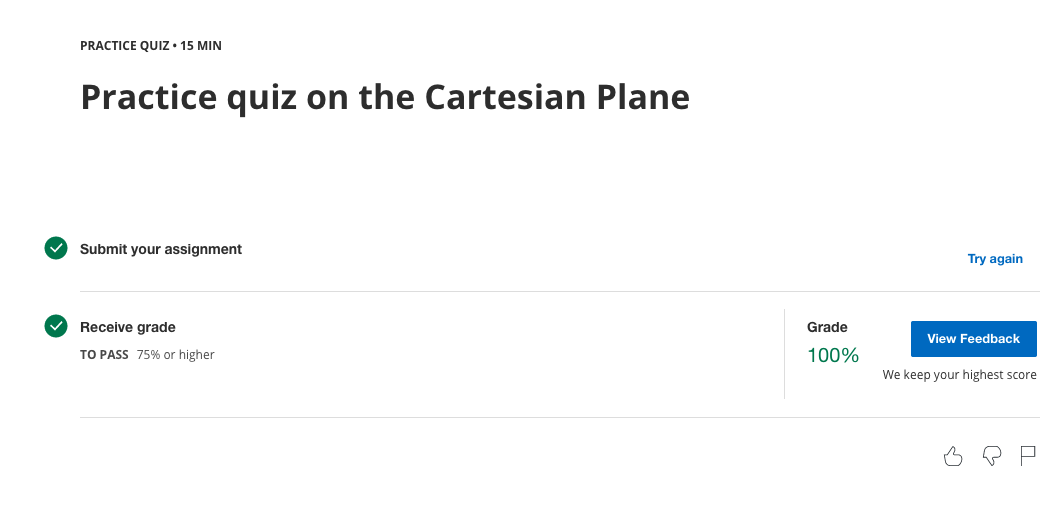 PRACTICE QUIZ • 15 MIN
Practice quiz on the Cartesian Plane
Submit your assignment
Try again
Receive grade
TO PASS 75% or higher
Grade
100%
View Feedback
We keep your highest score